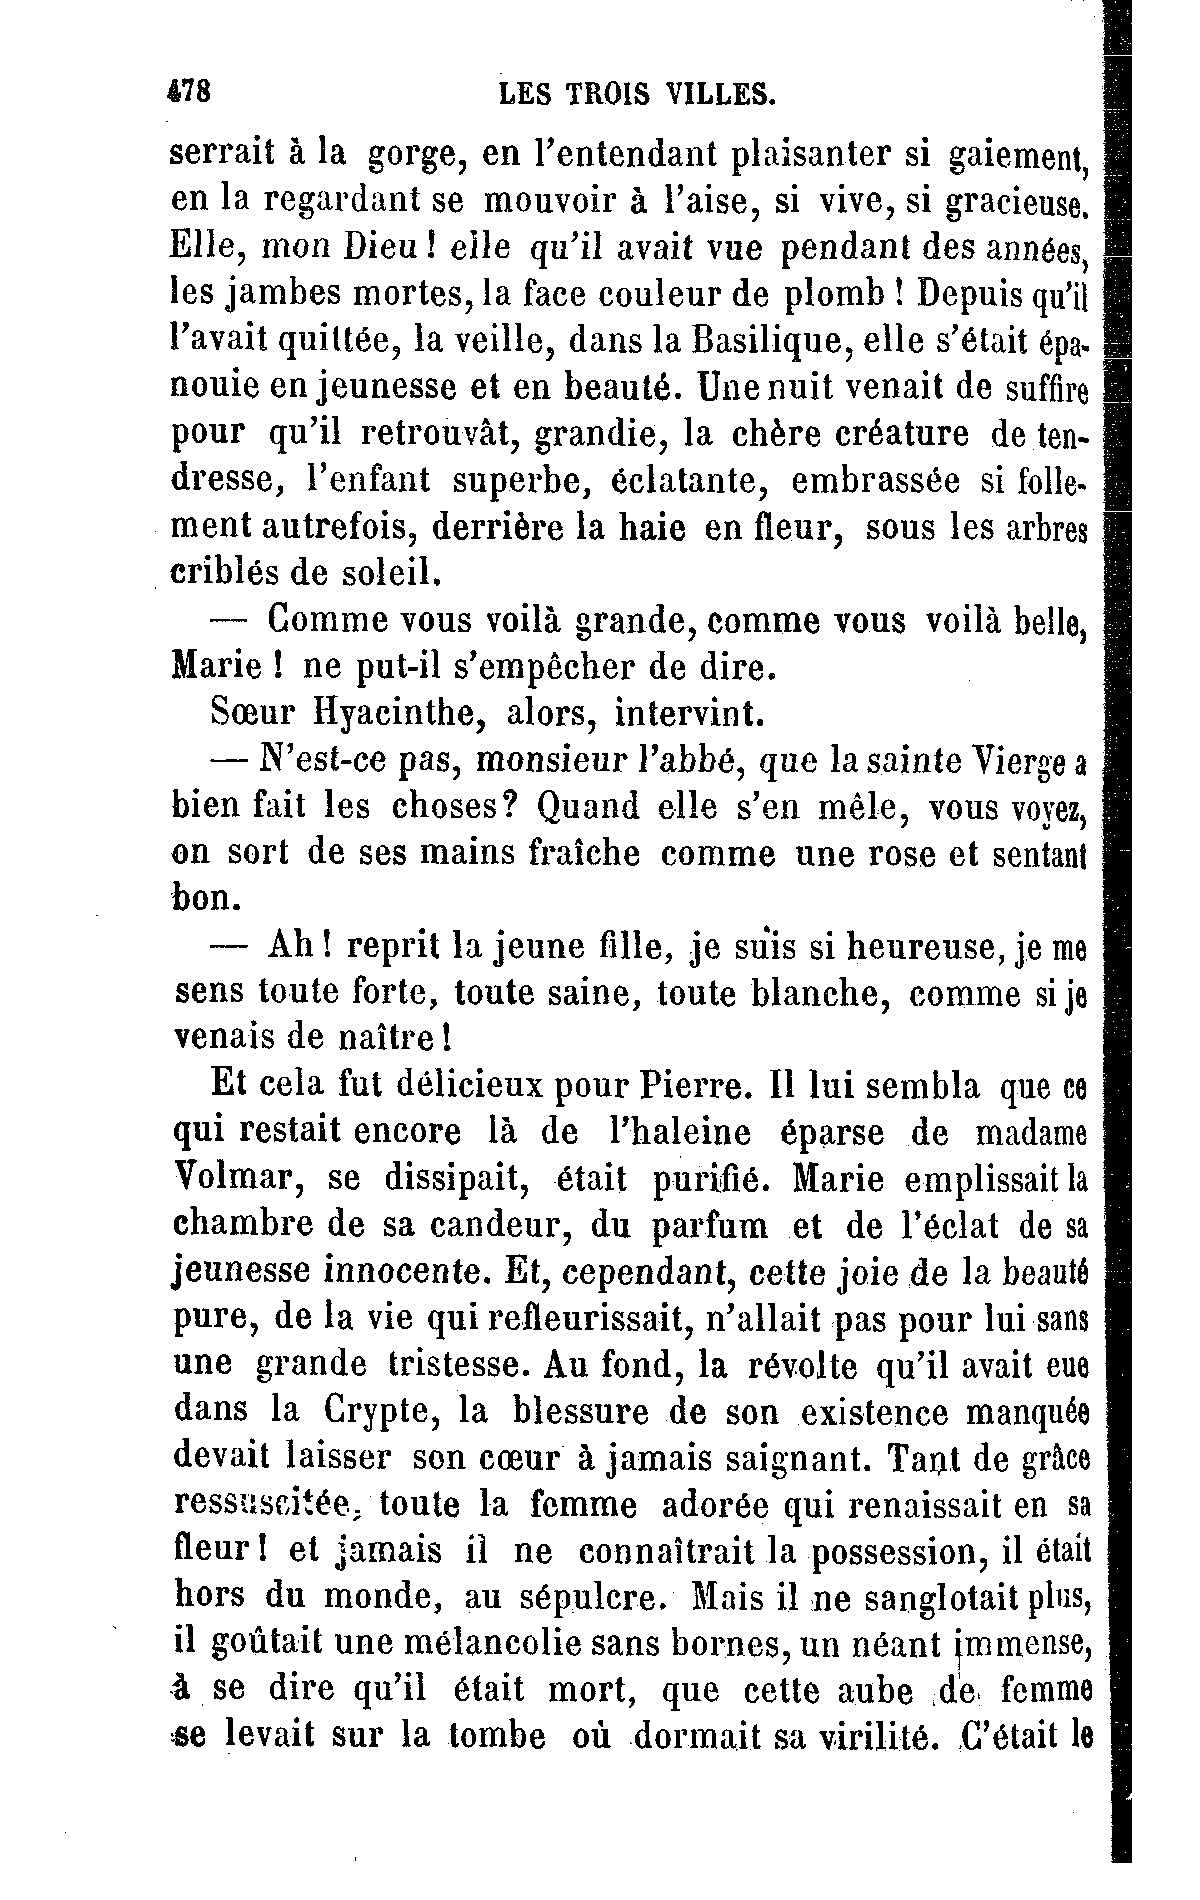 478 LES TROIS VILLES.
serrait à la gorge, en l'entendant plaisanter si gaiement,
en la regardant se mouvoir à l'aise, si vive, si gracieuse.
Elle, mon Dieu ! elle qu'il avait vue pendant des années,
les jambes mortes, la face couleur de plomb ! Depuis qu'il
l'avait quittée, la veille, dans la Basilique, elle s'était épa-
nouie en jeunesse et en beauté. Une nuit venait de suffire
pour qu'il retrouvât, grandie, la chère créature de ten-
dresse, l'enfant superbe, éclatante, embrassée si folle-
ment autrefois, derrière la haie en fleur, sous les arbres
criblés de soleil.
— Comme vous voilà grande, comme vous voilà belle,
Marie ! ne put-il s'empêcher de dire.
Sœur Hyacinthe, alors, intervint.
— N'est-ce pas, monsieur l'abbé, que la sainte Vierge a
bien fait les choses? Quand elle s'en mêle, vous voyez,
on sort de ses mains fraîche comme une rose et sentant
bon.
— Ah ! reprit la jeune fille, je suis si heureuse, je me
sens toute forte, toute saine, toute blanche, comme si je
venais de naître !
Et cela fut délicieux pour Pierre. Il lui sembla que ce
qui restait encore là de l'haleine éparse de madame
Volmar, se dissipait, était purifié. Marie emplissait la
chambre de sa candeur, du parfum et de l'éclat de sa
jeunesse innocente. Et, cependant, cette joie de la beauté
pure, de la vie qui refleurissait, n'allait pas pour lui sans
une grande tristesse. Au fond, la révolte qu'il avait eue
dans la Crypte, la blessure de son existence manquée
devait laisser son cœur à jamais saignant. Tant de grâce
ressuscitée, toute la femme adorée qui renaissait en sa
fleur ! et jamais il ne connaîtrait la possession, il était
hors du monde, au sépulcre. Mais il ne sanglotait plus,
il goûtait une mélancolie sans bornes, un néant immense,
à se dire qu'il était mort, que cette aube de femme
se levait sur la tombe où dormait sa virilité. C'était le